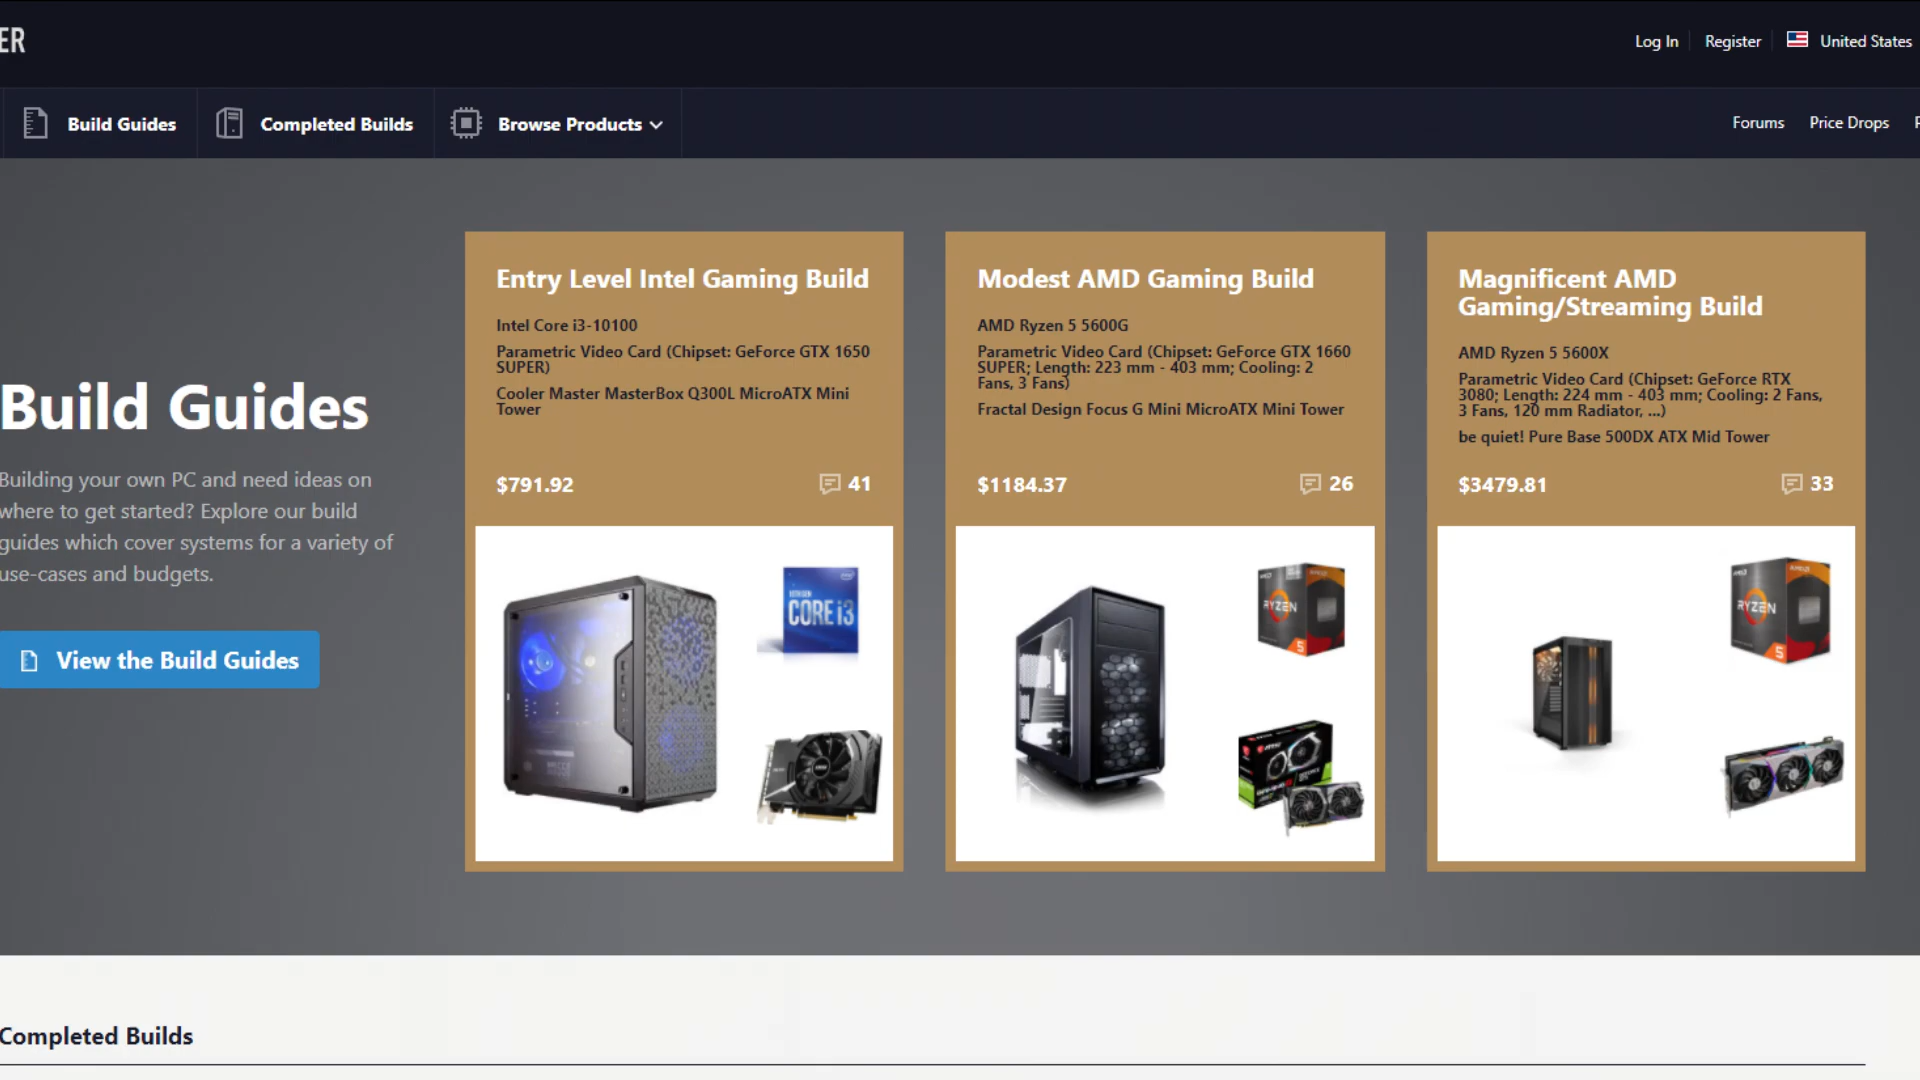 ER
Log In
Register
United States
Build Guides
Completed Builds
Browse Products
Forums
Price Drops
Build Guides
Building your own PC and need ideas on
where to get started? Explore our build
guides which cover systems for a variety of
use-cases and budgets.
View the Build Guides
Entry Level Intel Gaming Build
Intel Core i3-10100
Parametric Video Card (Chipset: GeForce GTX 1650
SUPER)
Cooler Master MasterBox Q300L MicroATX Mini
Tower
$791.92
41
intel
CORE i3
Modest AMD Gaming Build
AMD Ryzen 5 5600G
Parametric Video Card (Chipset: GeForce GTX 1660
SUPER; Length: 223 mm - 403 mm; Cooling: 2
Fans, 3 Fans)
Fractal Design Focus G Mini MicroATX Mini Tower
$1184.37
26
AMD
RYZEN
5
Magnificent AMD
Gaming/Streaming Build
AMD Ryzen 5 5600X
Parametric Video Card (Chipset: GeForce RTX
3080; Length: 224 mm - 403 mm; Cooling: 2 Fans,
3 Fans, 120 mm Radiator, ...)
be quiet! Pure Base 500DX ATX Mid Tower
$3479.81
33
AMD
AMD
RYZEN
5
Completed Builds